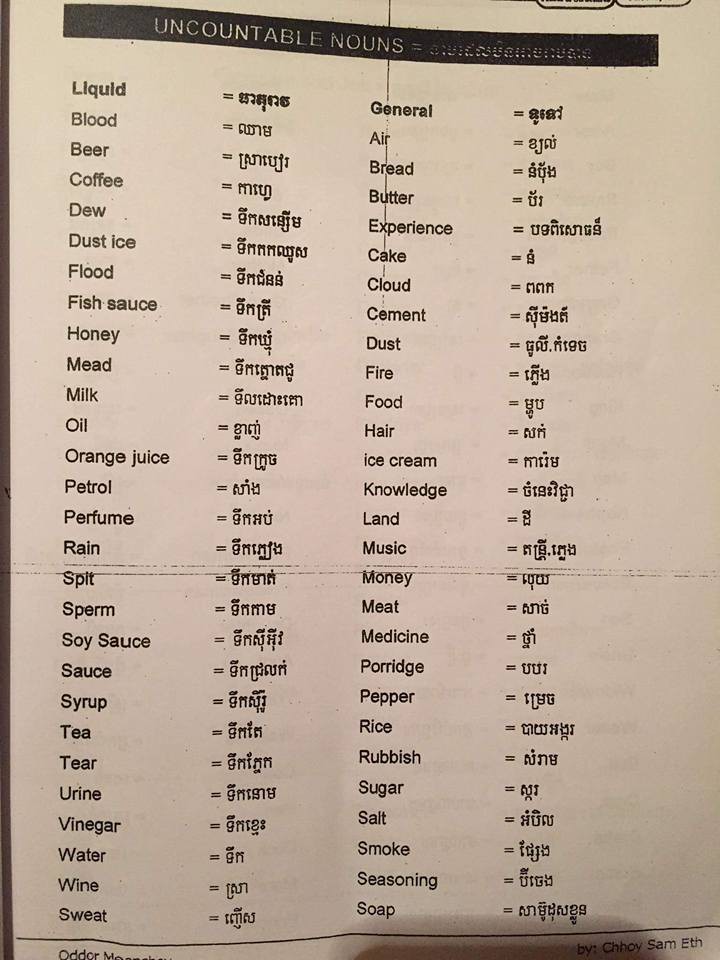 UNCOUNTABLE NOUNS = នាមដែលមិនអាចរាប់បាន
Liquid = ធាតុរាវ
Blood = ឈាម
Beer = ស្រាបៀរ
Coffee = កាហ្វេ
Dew = ទឹកសន្សើម
Dust ice = ទឹកកកឈូស
Flood = ទឹកជំនន់
Fish sauce = ទឹកត្រី
Honey = ទឹកឃ្មុំ
Mead = ទឹកត្នោតជូ
Milk = ទឹលដោះគោ
Oil = ខ្លាញ់
Orange juice = ទឹកក្រូច
Petrol = សាំង
Perfume = ទឹកអប់
Rain = ទឹកភ្លៀង
Spit = ទឹកមាត់
Sperm = ទឹកកាម
Soy Sauce = ទឹកស៊ីអ៊ីវ
Sauce = ទឹកជ្រលក់
Syrup = ទឹកស៊ីរ៉ូ
Tea = ទឹកតែ
Tear = ទឹកភ្នែក
Urine = ទឹកនោម
Vinegar = ទឹកខ្មេះ
Water = ទឹក
Wine = ស្រា
Sweat = ញើស
General = ទូទៅ
Air = ខ្យល់
Bread = នំប៉័ង
Butter = ប័រ
Experience = បទពិសោធន៏
Cake = នំ
Cloud = ពពក
Cement = ស៊ីម៉ងត៍
Dust = ធូលី.កំទេច
Fire = ភ្លើង
Food = ម្ហូប
Hair = សក់
ice cream = ការ៉េម
Knowledge = ចំនេះវិជ្ជា
Land = ដី
Music = តន្ត្រី.ភ្លេង
Money = លុយ
Meat = សាច់
Medicine = ថ្នាំ
Porridge = បបរ
Pepper = ម្រេច
Rice = បាយអង្ករ
Rubbish = សំរាម
Sugar = ស្ករ
Salt = អំបិល
Smoke = ផ្សែង
Seasoning = ប៊ីចេង
Soap = សាម៊ូដុសខ្លួន
Oddor
by: Chhoy Sam Eth